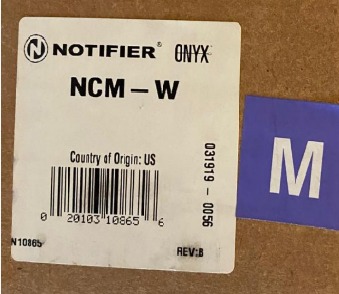 NOTIFIER® ONYX
NCM - W
Country of Origin: US
031919 - 0056
0 20103 10865 6
N10865
REV:B
M